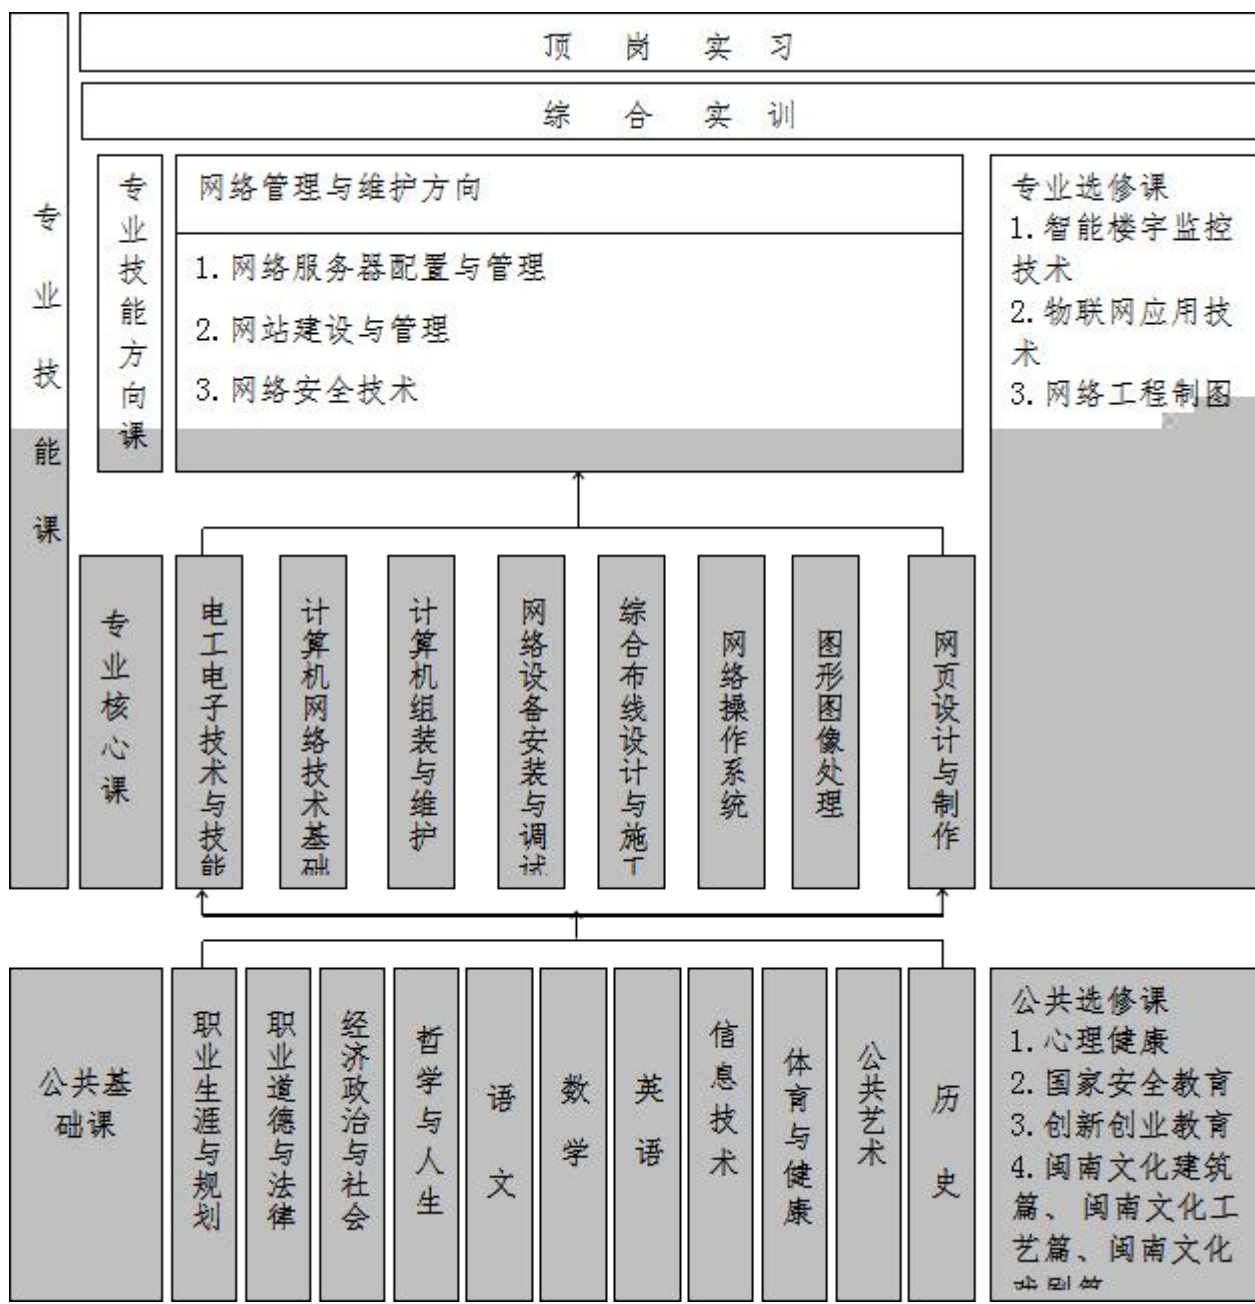 顶 岗 实 习
综 合 实 训
专业技能课
专业技能方向课
网络管理与维护方向
1.网络服务器配置与管理
2.网站建设与管理
3.网络安全技术
专业选修课
1.智能楼宇监控
技术
2.物联网应用技
术
3.网络工程制图
专业核心课
电工电子技术与技能
计算机网络技术基础
计算机组装与维护
网络设备安装与调试
综合布线设计与施工
网络操作系统
图形图像处理
网页设计与制作
公共基
础课
职业生涯与规划
职业道德与法律
经济政治与社会
哲学与人生
语文
数学
英语
信息技术
体育与健康
公共艺术
历史
公共选修课
1.心理健康
2.国家安全教育
3.创新创业教育
4.闽南文化建筑
篇、闽南文化工
艺篇、闽南文化
戏剧篇